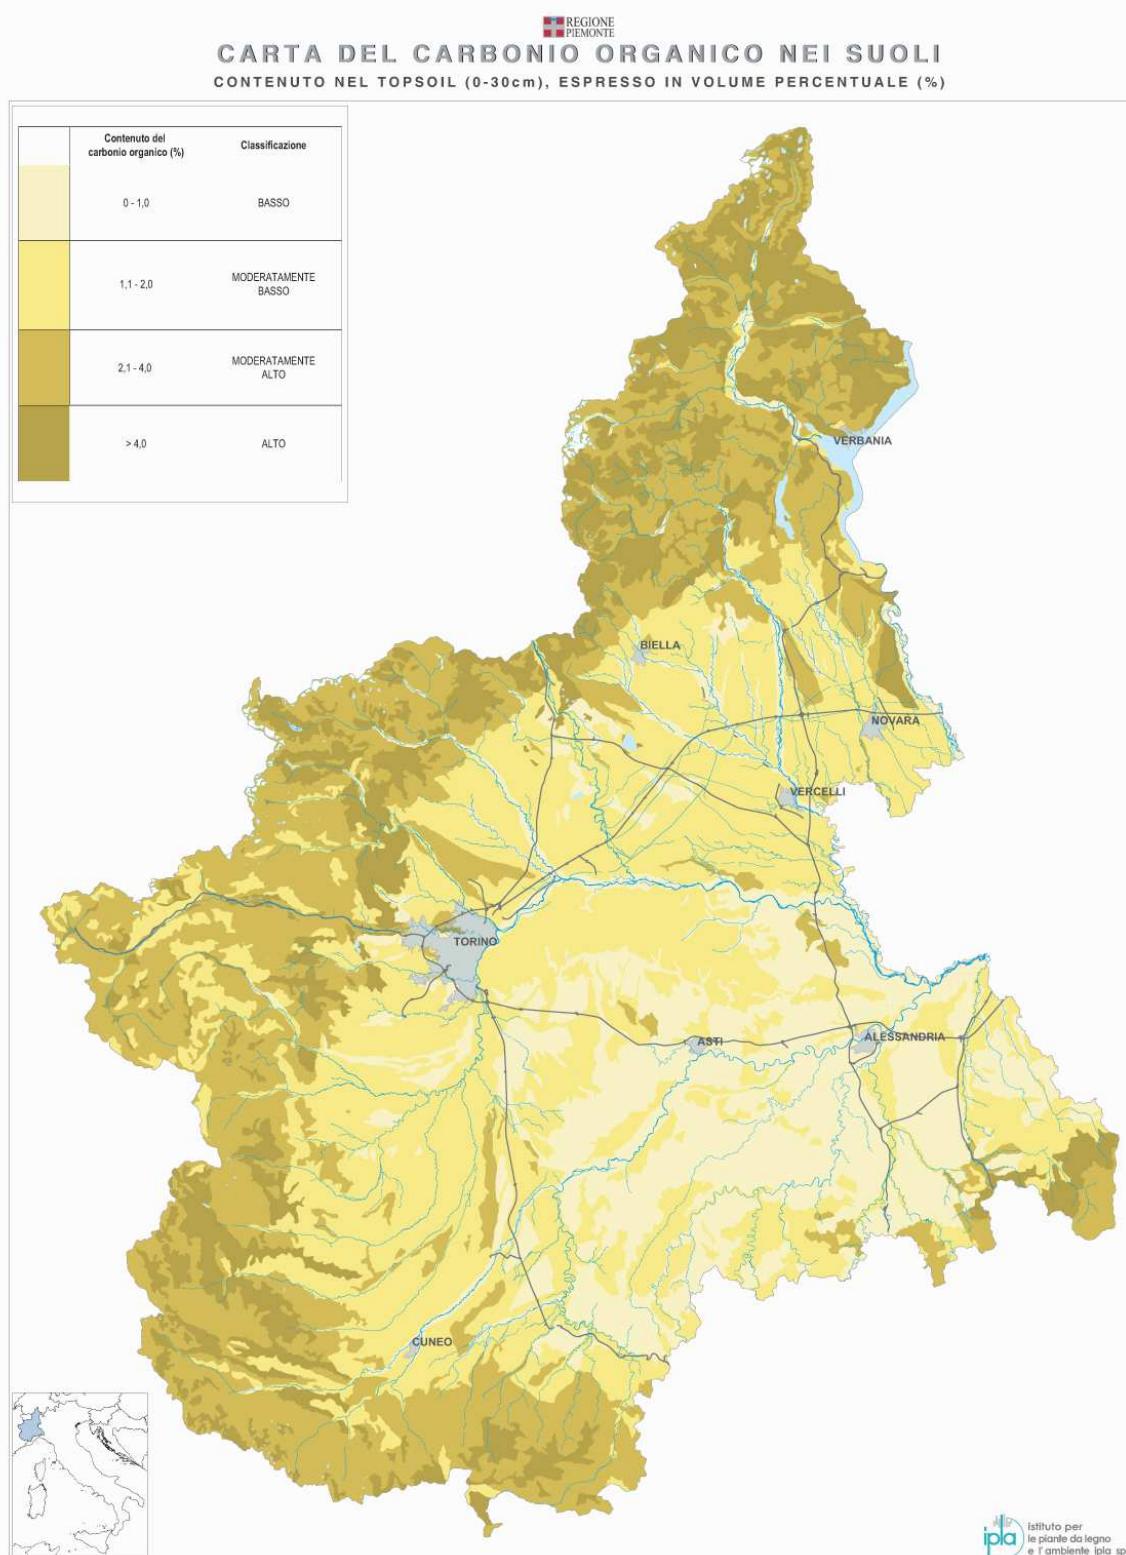 REGIONE
PIEMONTE
CARTA DEL CARBONIO ORGANICO NEI SUOLI
CONTENUTO NEL TOPSOIL (0-30cm), ESPRESSO IN VOLUME PERCENTUALE (%)
Contenuto del
carbonio organico (%)
Classificazione
0 - 1,0
BASSO
1,1 - 2,0
MODERATAMENTE
BASSO
2,1 - 4,0
MODERATAMENTE
ALTO
> 4,0
ALTO
VERBANIA
BIELLA
NOVARA
VERCELLI
TORINO
ASTI
ALESSANDRIA
CUNEO
ipla
istituto per
le piante da legno
e l'ambiente ipla sp